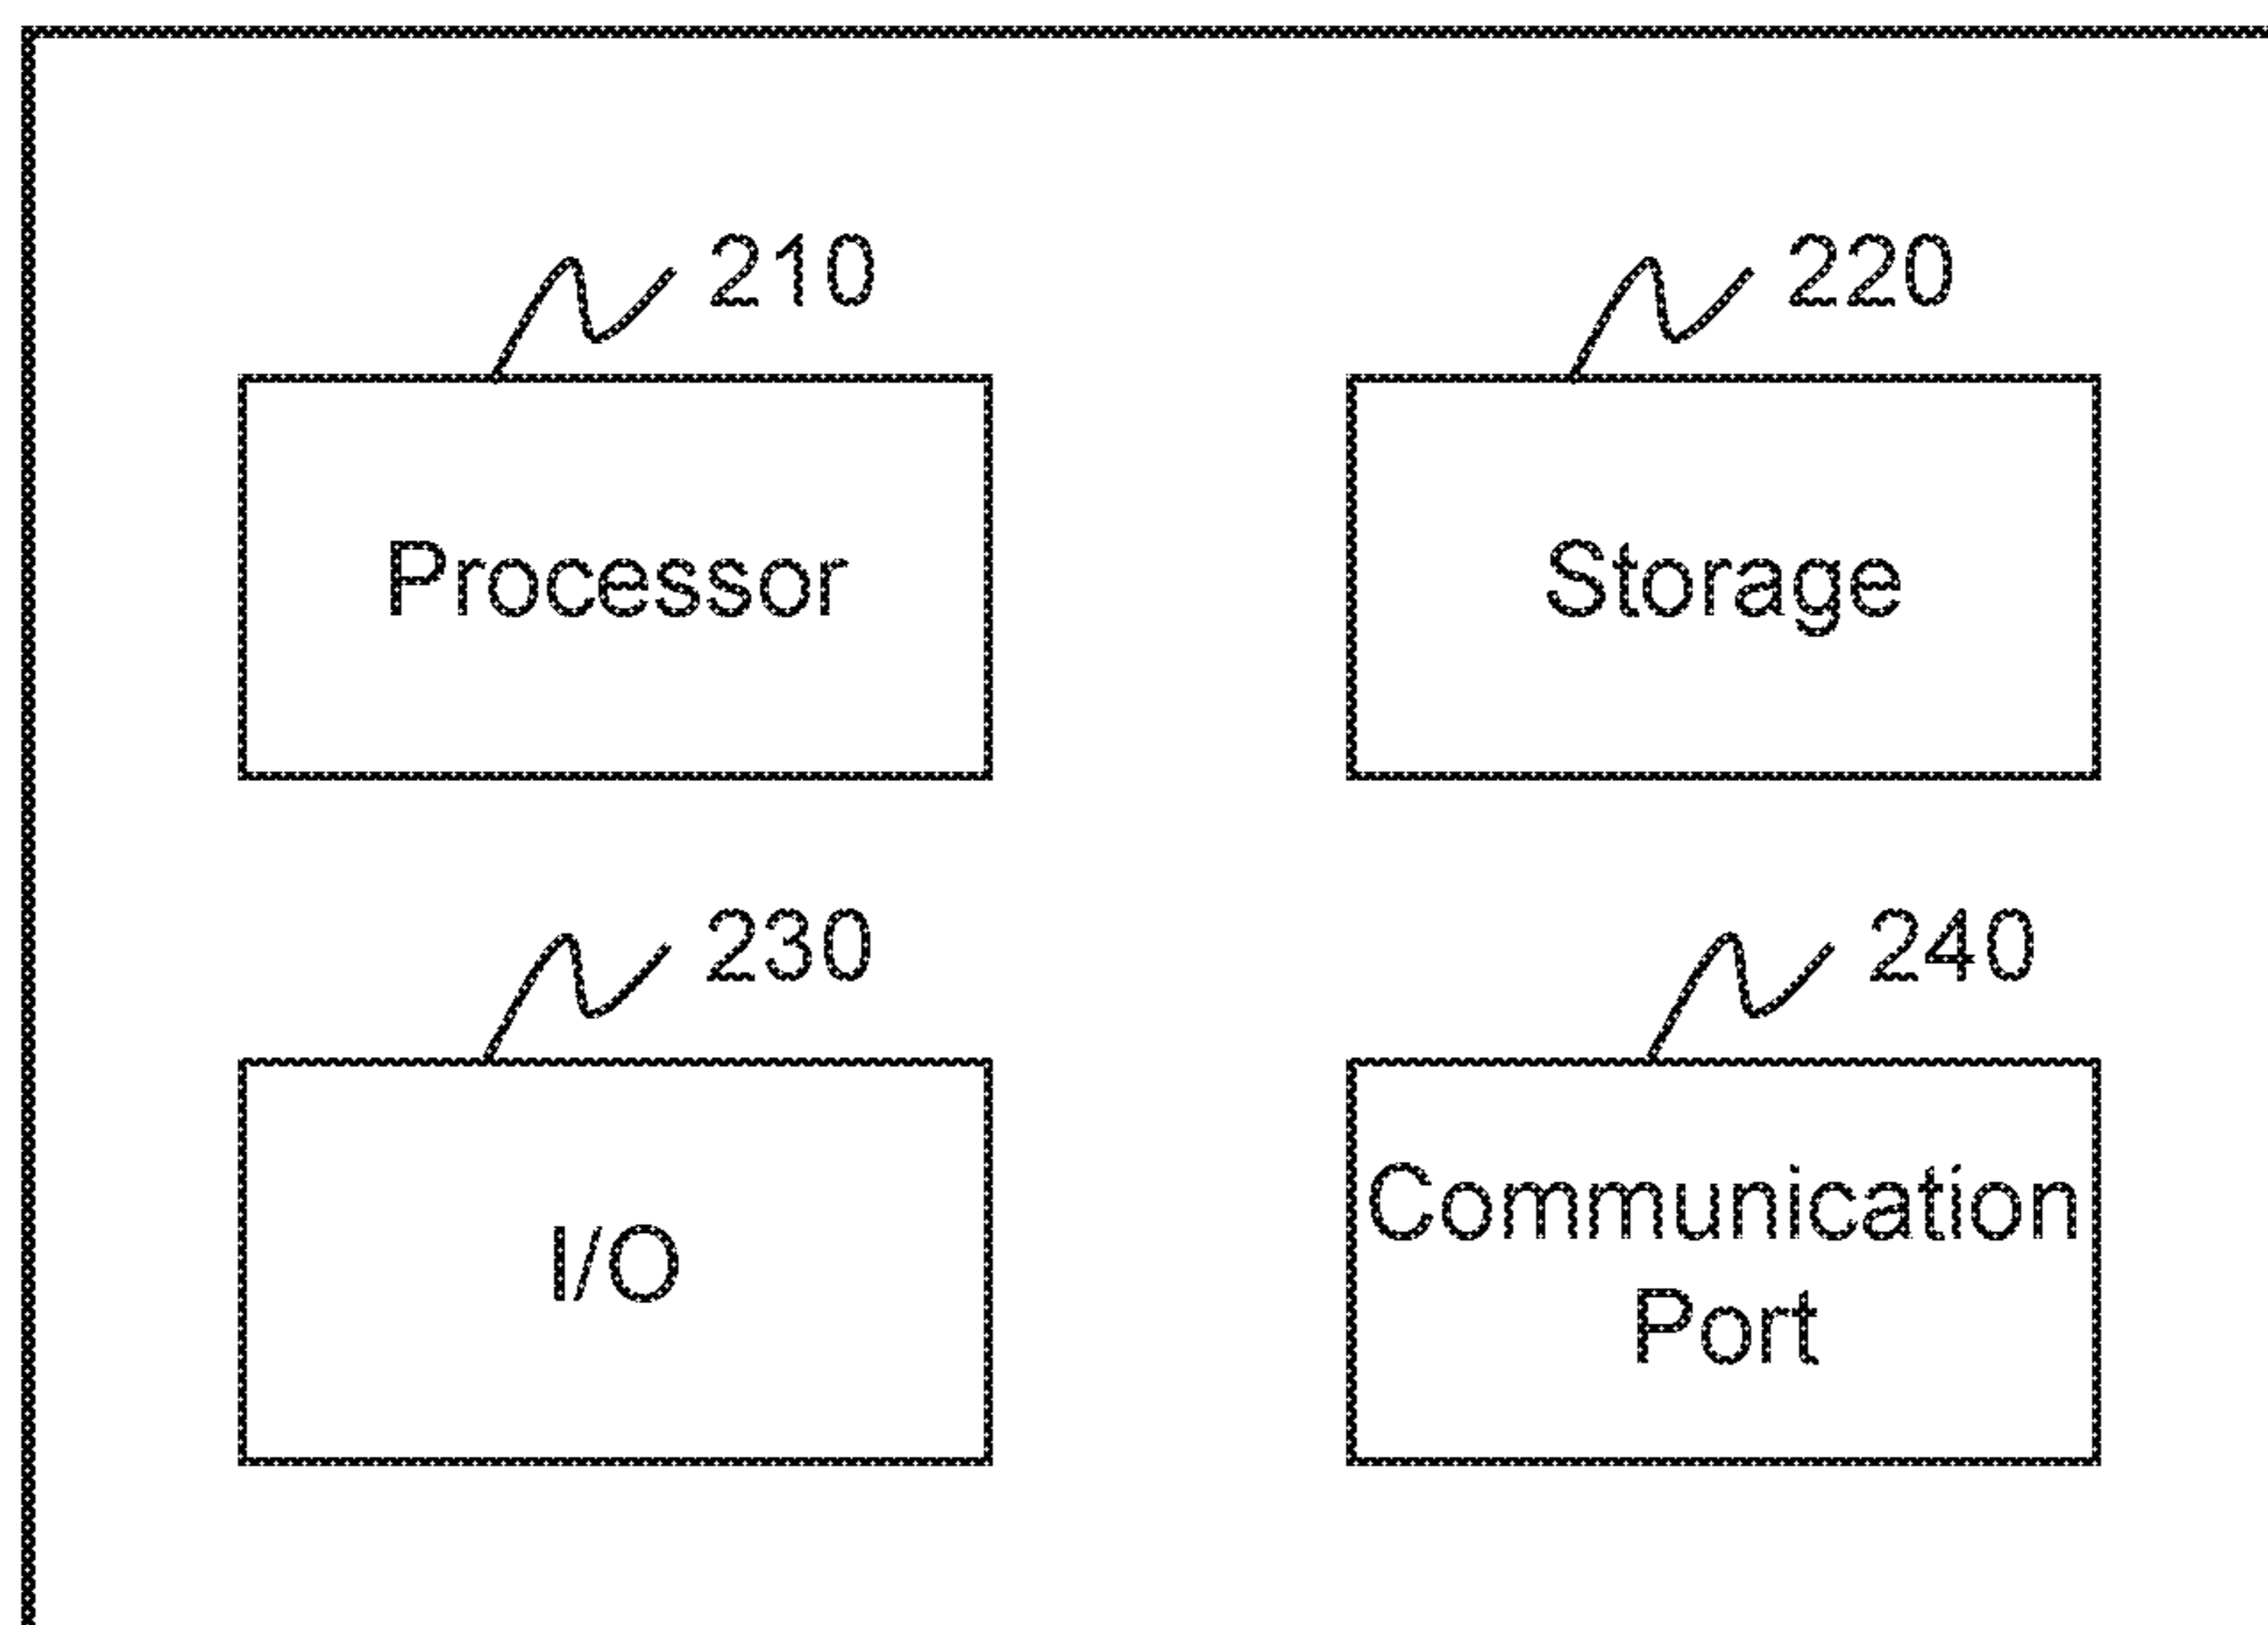 210
220
Processor
Storage
230
240
I/O
Communication
Port